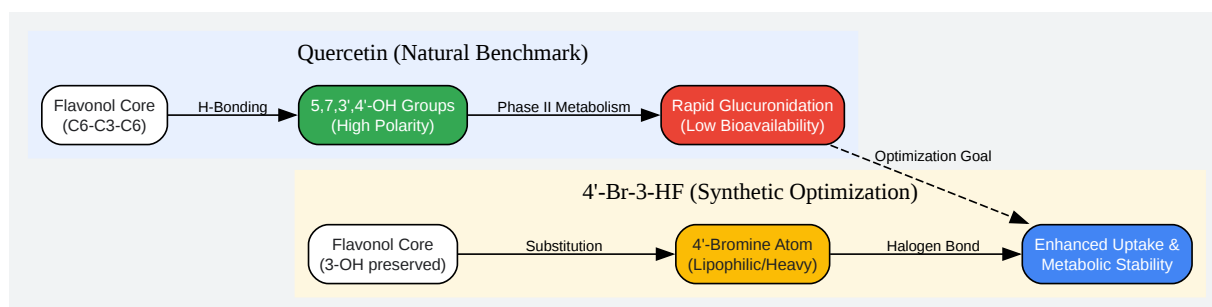 Quercetin (Natural Benchmark)
Flavonol Core
(C6-C3-C6)
H-Bonding
5,7,3',4'-OH Groups
(High Polarity)
Phase II Metabolism
Rapid Glucuronidation
(Low Bioavailability)
Optimization Goal
4'-Br-3-HF (Synthetic Optimization)
Flavonol Core
(3-OH preserved)
Substitution
4'-Bromine Atom
(Lipophilic/Heavy)
Halogen Bond
Enhanced Uptake &
Metabolic Stability